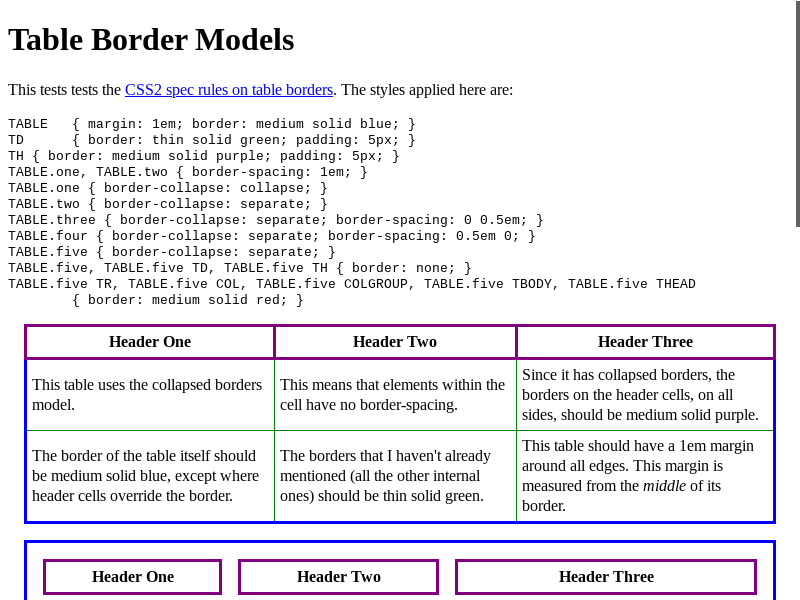 Table Border Models
This tests tests the CSS2 spec rules on table borders. The styles applied here are:
TABLE   { margin: 1em; border: medium solid blue; }
TD      { border: thin solid green; padding: 5px; }
TH { border: medium solid purple; padding: 5px; }
TABLE.one, TABLE.two { border-spacing: 1em; }
TABLE.one { border-collapse: collapse; }
TABLE.two { border-collapse: separate; }
TABLE.three { border-collapse: separate; border-spacing: 0 0.5em; }
TABLE.four { border-collapse: separate; border-spacing: 0.5em 0; }
TABLE.five { border-collapse: separate; }
TABLE.five, TABLE.five TD, TABLE.five TH { border: none; }
TABLE.five TR, TABLE.five COL, TABLE.five COLGROUP, TABLE.five TBODY, TABLE.five THEAD
        { border: medium solid red; }
Header One
Header Two
Header Three
This table uses the collapsed borders
model.
This means that elements within the
cell have no border-spacing.
Since it has collapsed borders, the
borders on the header cells, on all
sides, should be medium solid purple.
The border of the table itself should
be medium solid blue, except where
header cells override the border.
The borders that I haven't already
mentioned (all the other internal
ones) should be thin solid green.
This table should have a 1em margin
around all edges. This margin is
measured from the middle of its
border.
Header One
Header Two
Header Three